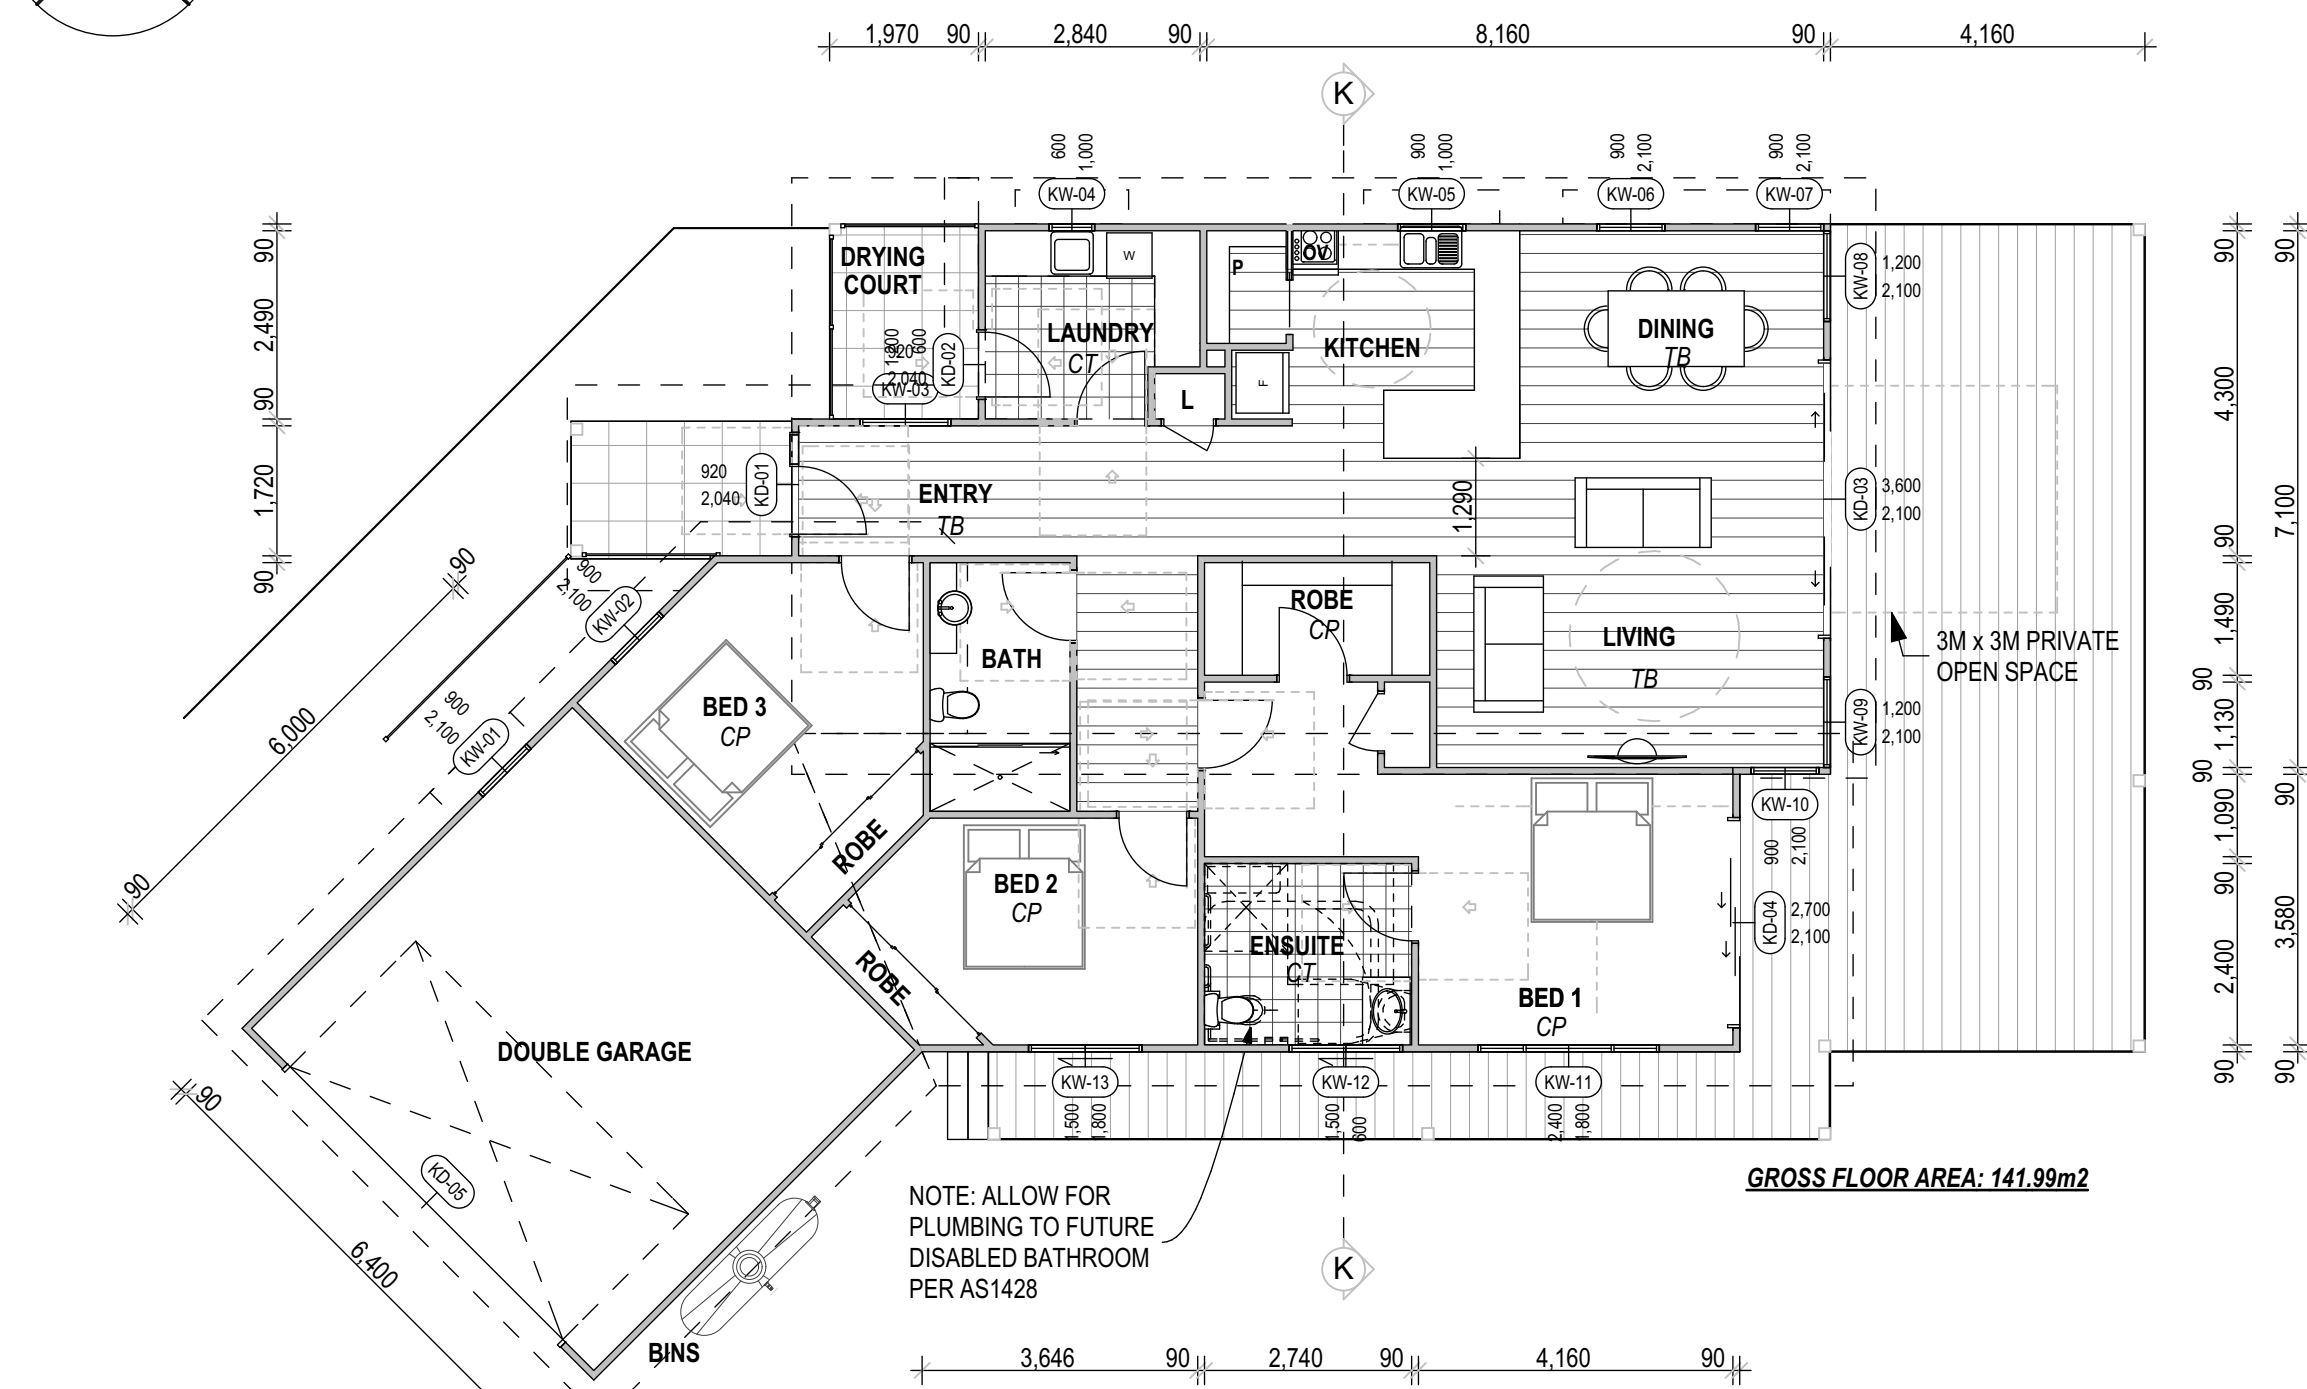 1,970 90 2,840 90 8,160 90 4,160
K
600 1,000
900 1,000
900 2,100
900 2,100
KW-04
KW-05
KW-06
KW-07
DRYING
COURT
W
P
OV
KW-08
1,200
2,100
LAUNDRY
CT
KITCHEN
DINING
TB
F
L
920
2,040
KD-02
1,800 600
KW-03
920
2,040
KD-01
ENTRY
TB
1,290
KD-03
3,600
2,100
90
2,490
90
1,720
90
90
6,000
90
900
2,100
KW-02
900
2,100
KW-01
BATH
ROBE
CP
LIVING
TB
3M x 3M PRIVATE
OPEN SPACE
BED 3
CP
KW-09
1,200
2,100
KW-10
900 2,100
ROBE
BED 2
CP
ROBE
ENSUITE
CT
BED 1
CP
KD-04
2,700
2,100
DOUBLE GARAGE
KW-13
1,500 1,800
KW-12
1,500 600
KW-11
2,400 1,800
90
6,400
KD-05
NOTE: ALLOW FOR
PLUMBING TO FUTURE
DISABLED BATHROOM
PER AS1428
GROSS FLOOR AREA: 141.99m2
K
BINS
3,646 90 2,740 90 4,160 90
90
4,300
90
1,490
90
1,130
90
1,090
90
2,400
90
90
7,100
90
3,580
90